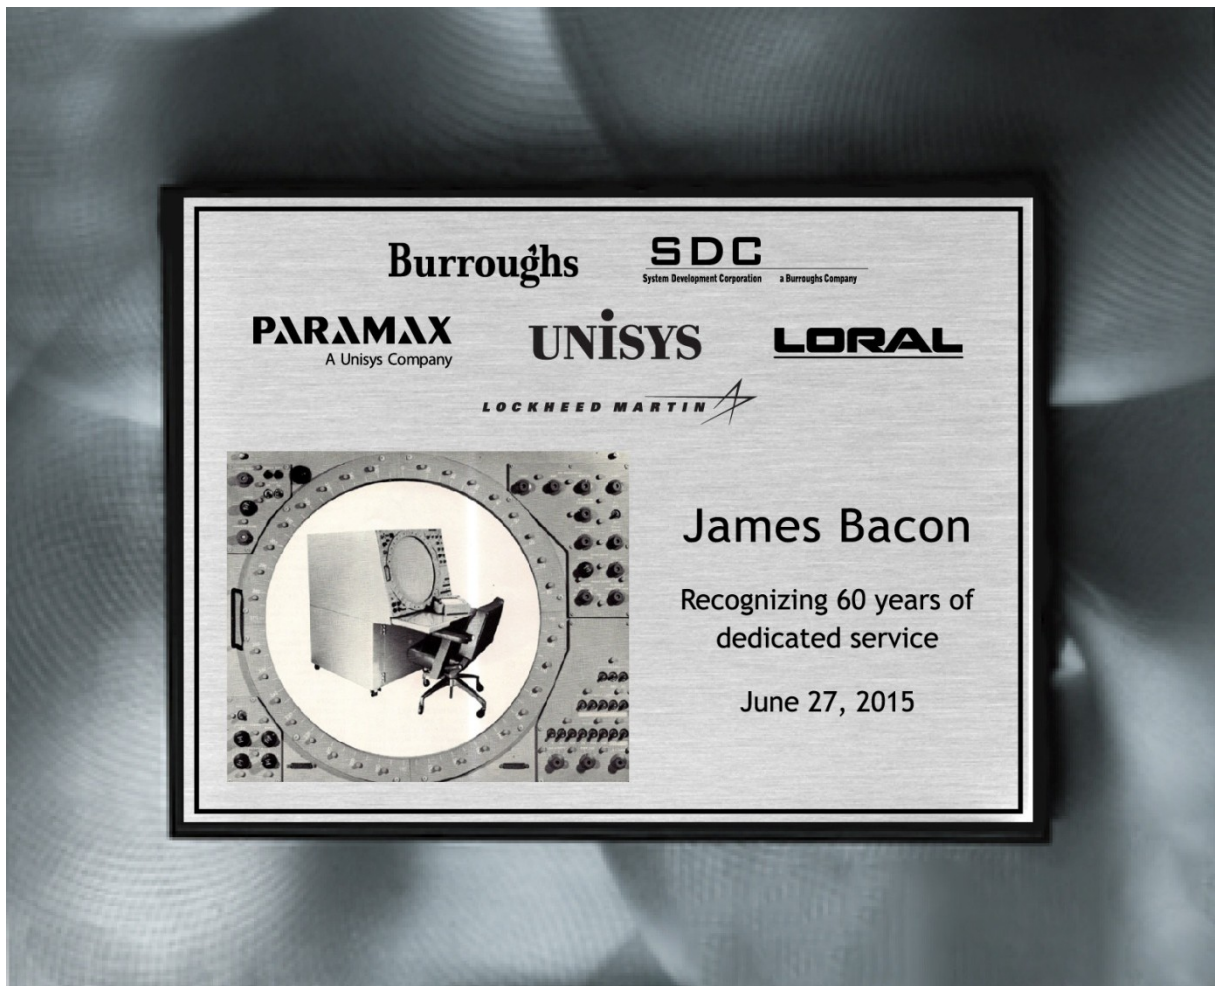 Burroughs
SDC
System Development Corporation a Burroughs Company
PARAMAX
A Unisys Company
UNiSYS
LORAL
LOCKHEED MARTIN
James Bacon
Recognizing 60 years of
dedicated service
June 27, 2015